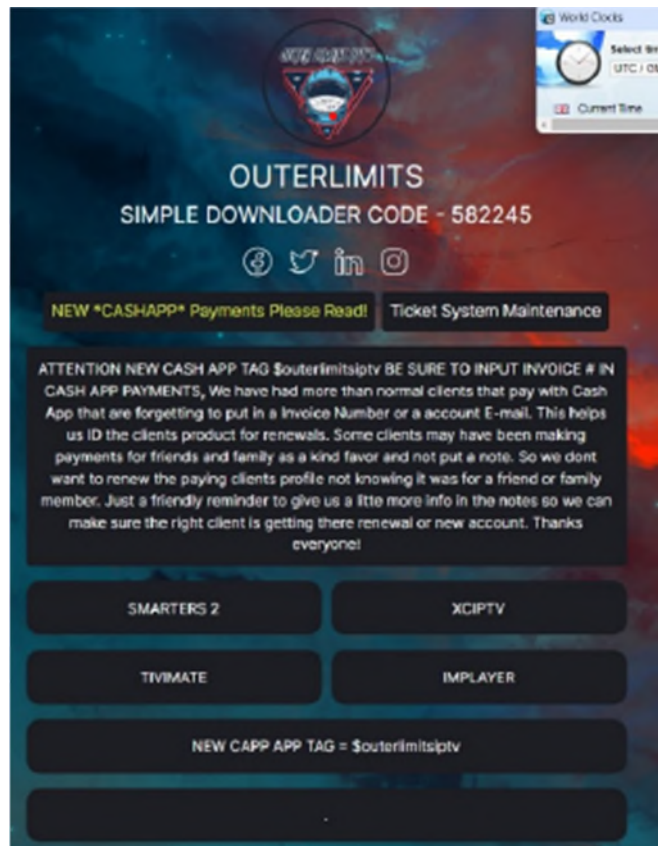 World Clocks
Select tim
UTC / G
Current Time
OUTERLIMITS
SIMPLE DOWNLOADER CODE - 582245
NEW *CASHAPP* Payments Please Read!
Ticket System Maintenance
ATTENTION NEW CASH APP TAG $outerlimitsiptv BE SURE TO INPUT INVOICE # IN
CASH APP PAYMENTS, We have had more than normal clients that pay with Cash
App that are forgetting to put in a Invoice Number or a account E-mail. This helps
us ID the clients product for renewals. Some clients may have been making
payments for friends and family as a kind favor and not put a note. So we dont
want to renew the paying clients profile not knowing it was for a friend or family
member. Just a friendly reminder to give us a litte more info in the notes so we can
make sure the right client is getting there renewal or new account. Thanks
everyone!
SMARTERS 2
XCIPTV
TIVIMATE
IMPLAYER
NEW CAPP APP TAG = $outerlimitsiptv
.